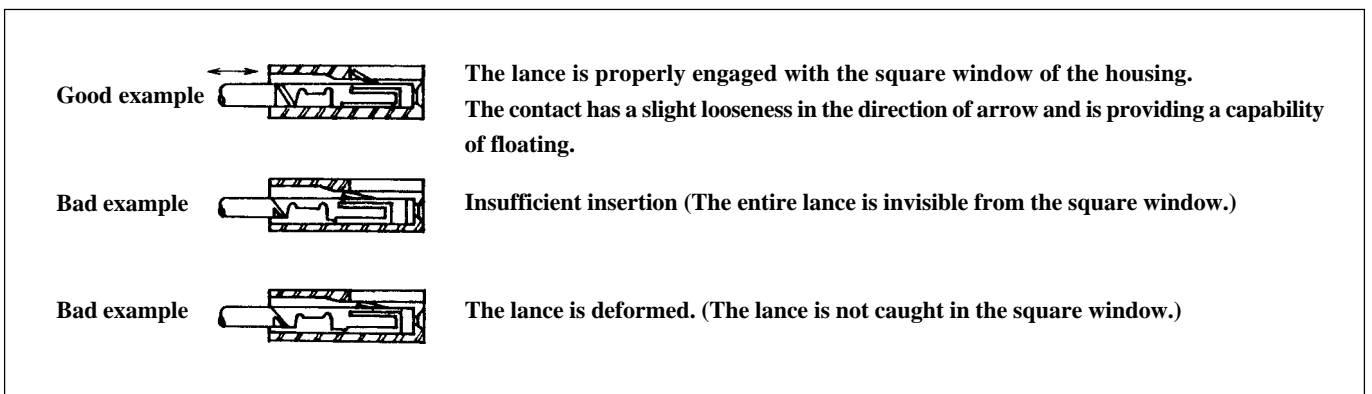 Good example
The lance is properly engaged with the square window of the housing.
The contact has a slight looseness in the direction of arrow and is providing a capability
of floating.
Bad example
Insufficient insertion (The entire lance is invisible from the square window.)
Bad example
The lance is deformed. (The lance is not caught in the square window.)